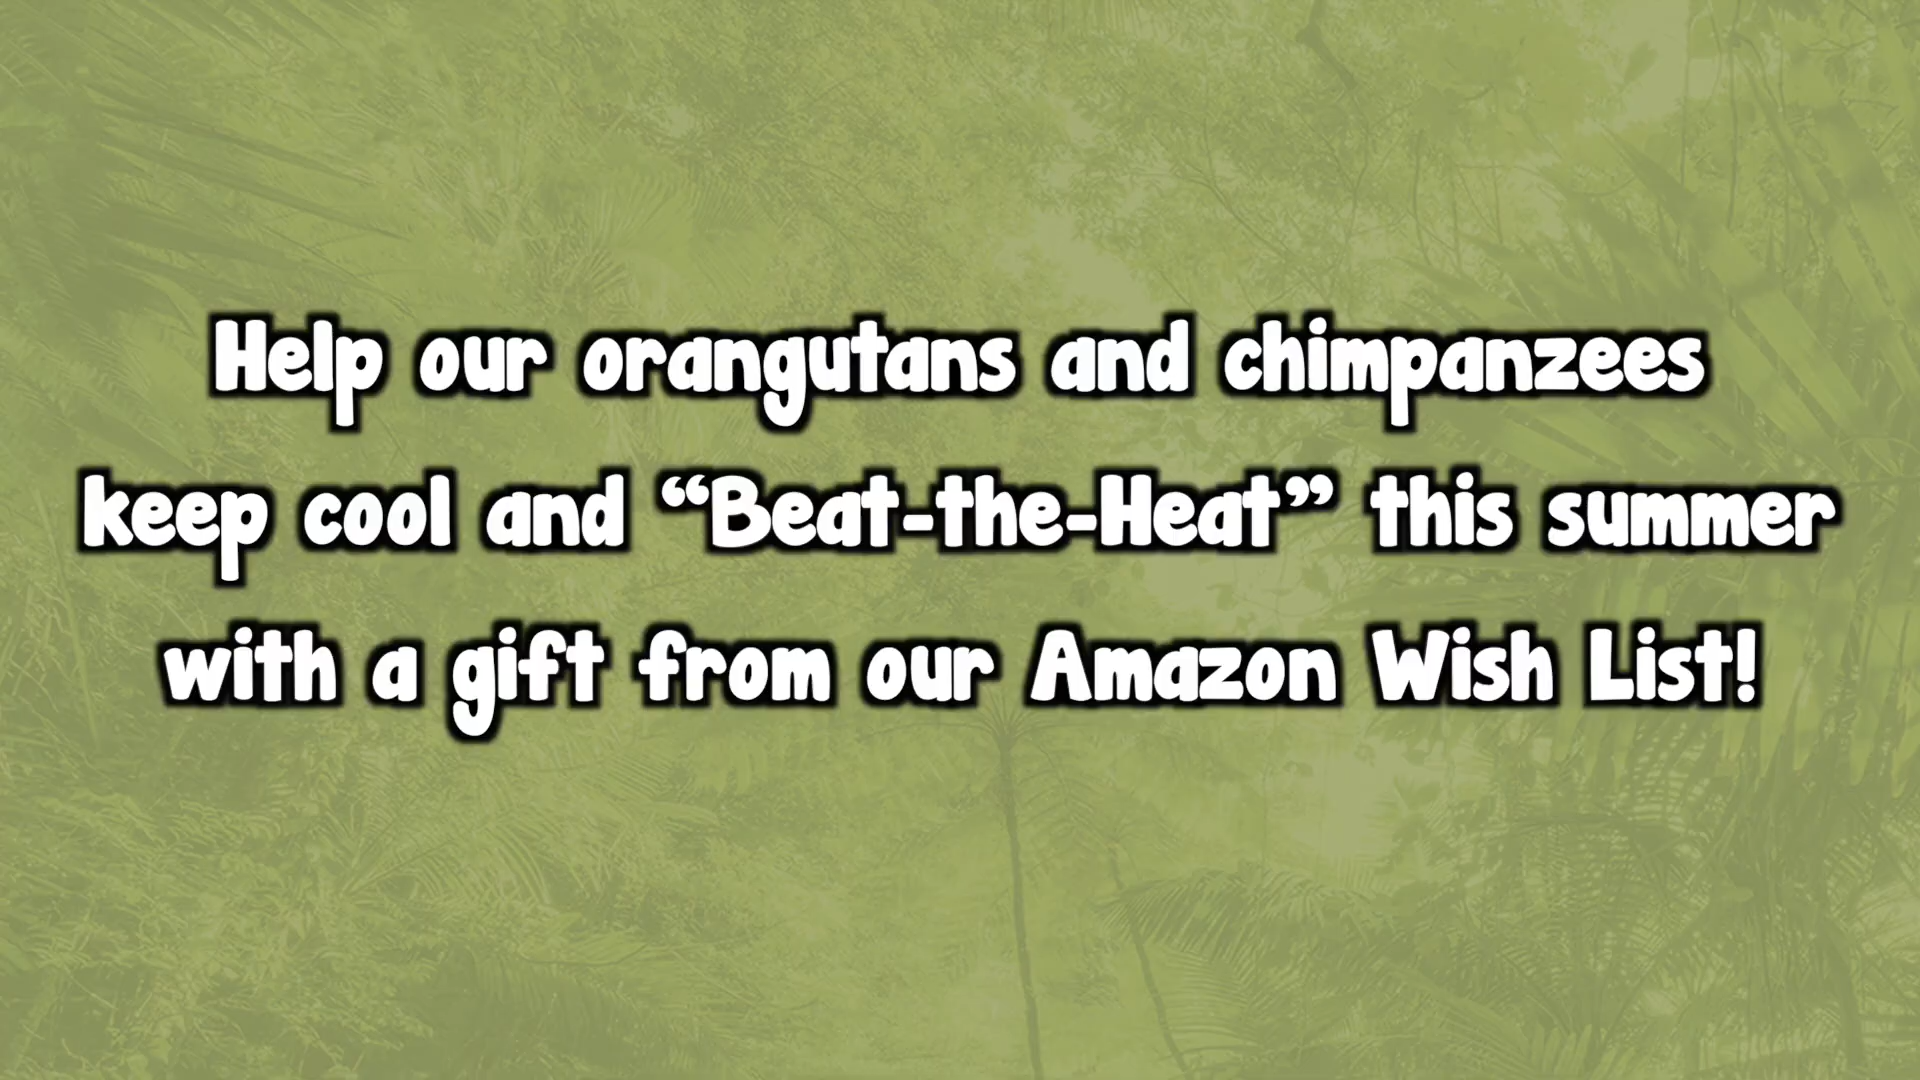 Help our orangutans and chimpanzees
keep cool and “Beat-the-Heat” this summer
with a gift from our Amazon Wish List!